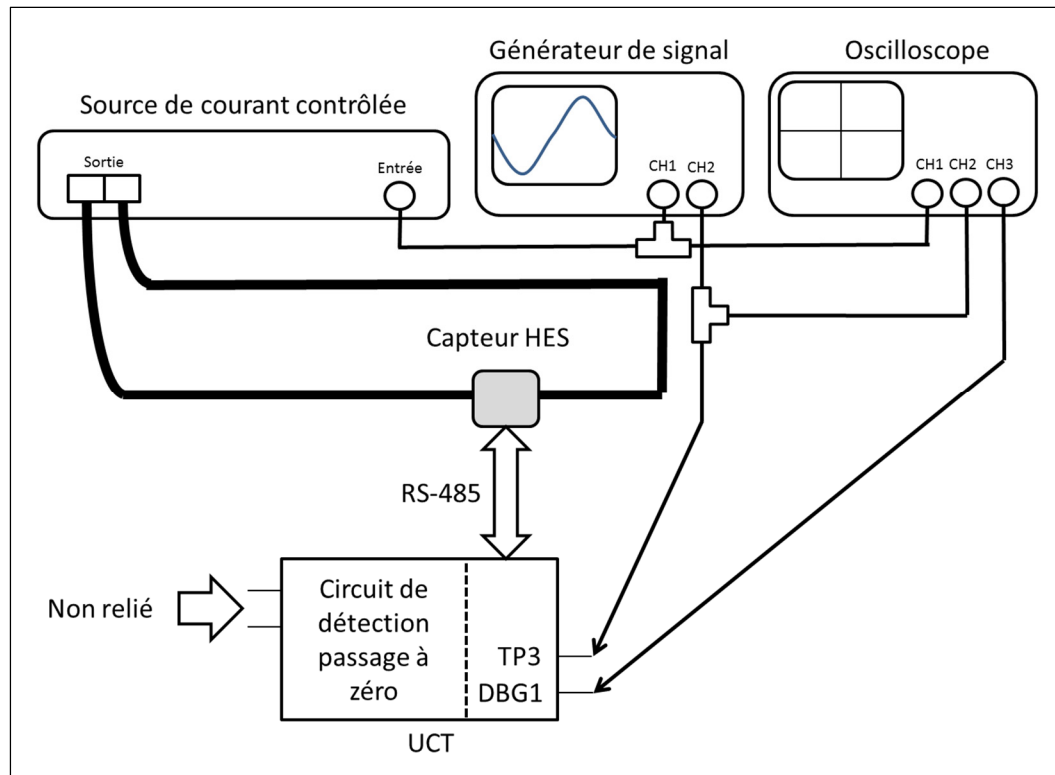 Générateur de signal
Oscilloscope
Source de courant contrôlée
Sortie
Entrée
CH1
CH2
CH1
CH2
CH3
Capteur HES
RS-485
Non relié
Circuit de
détection
passage à
zéro
TP3
DBG1
UCT